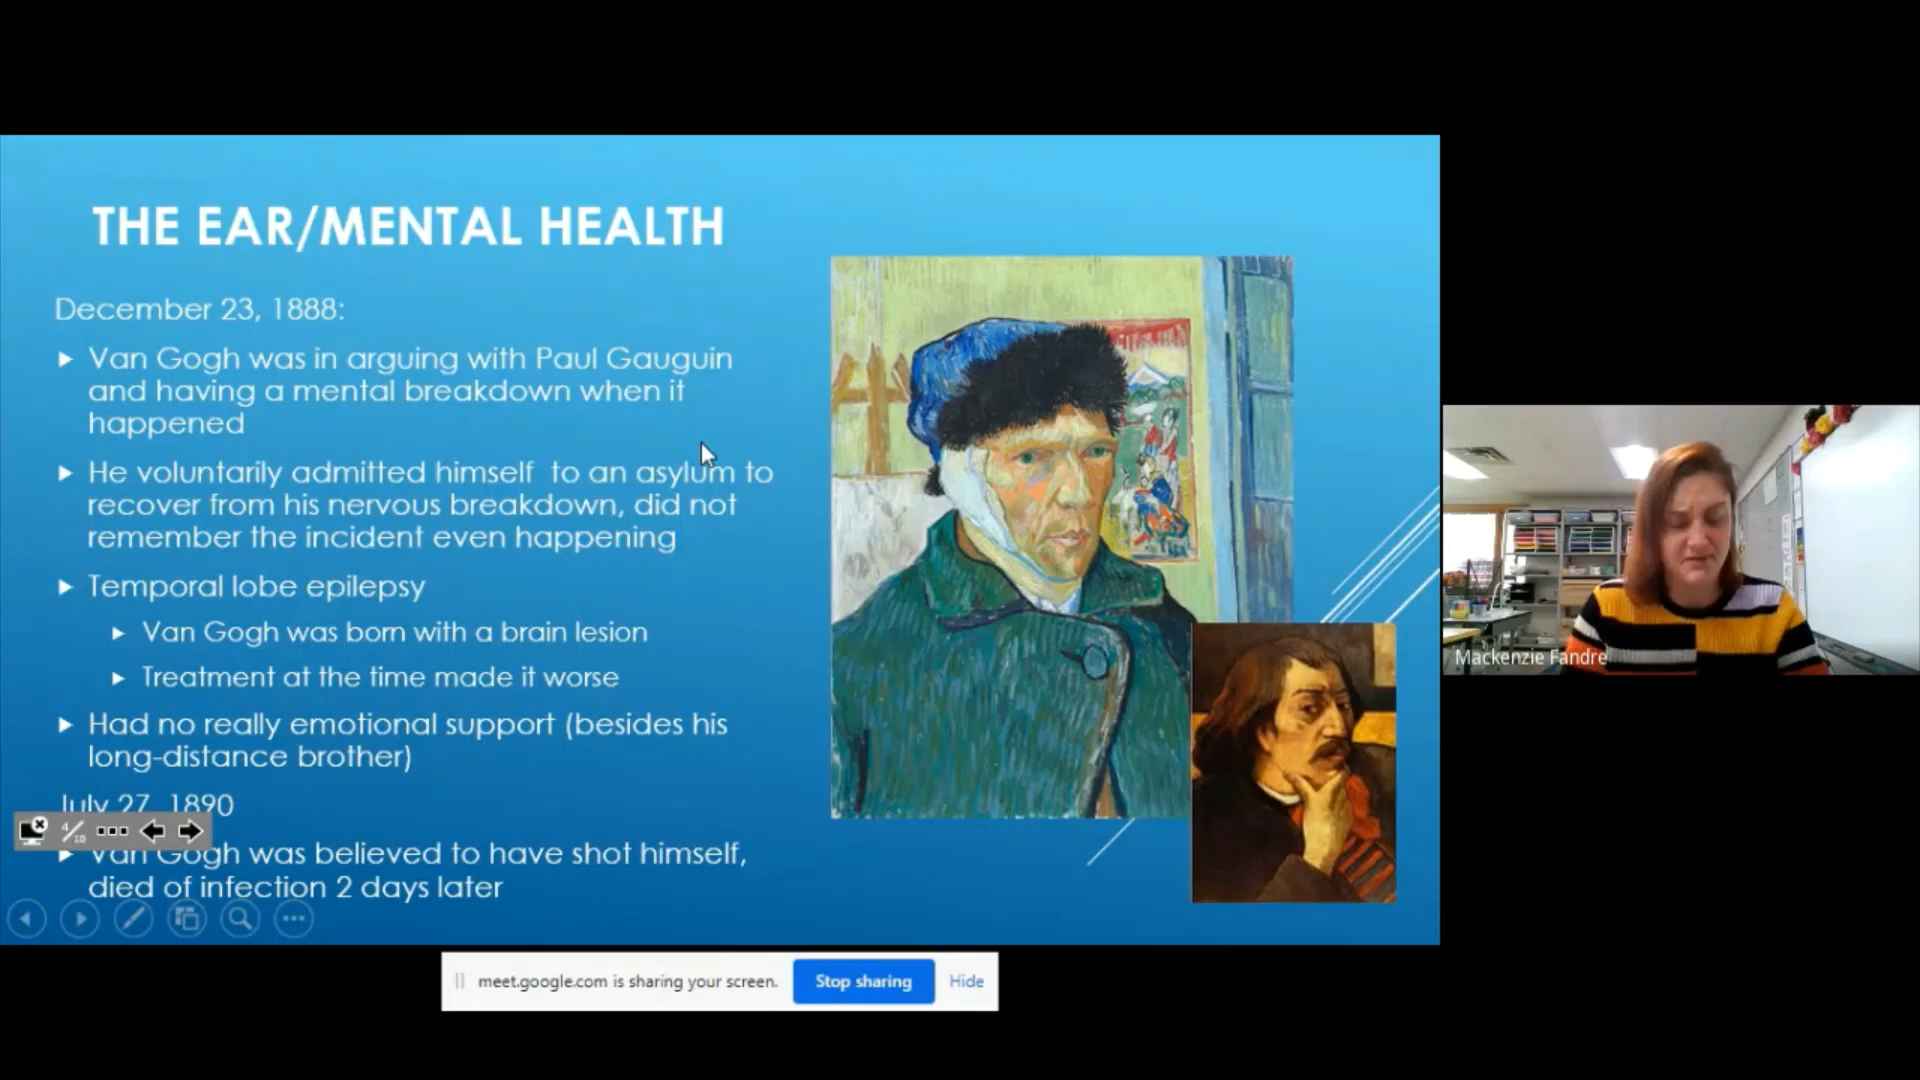 THE EAR/MENTAL HEALTH
December 23, 1888:
Van Gogh was in arguing with Paul Gauguin
and having a mental breakdown when it
happened
He voluntarily admitted himself to an asylum to
recover from his nervous breakdown, did not
remember the incident even happening
Temporal lobe epilepsy
Van Gogh was born with a brain lesion
Treatment at the time made it worse
Had no really emotional support (besides his
long-distance brother)
July 27, 1890
4/10
Van Gogh was believed to have shot himself,
died of infection 2 days later
Mackenzie Fandre
meet.google.com is sharing your screen.
Stop sharing
Hide